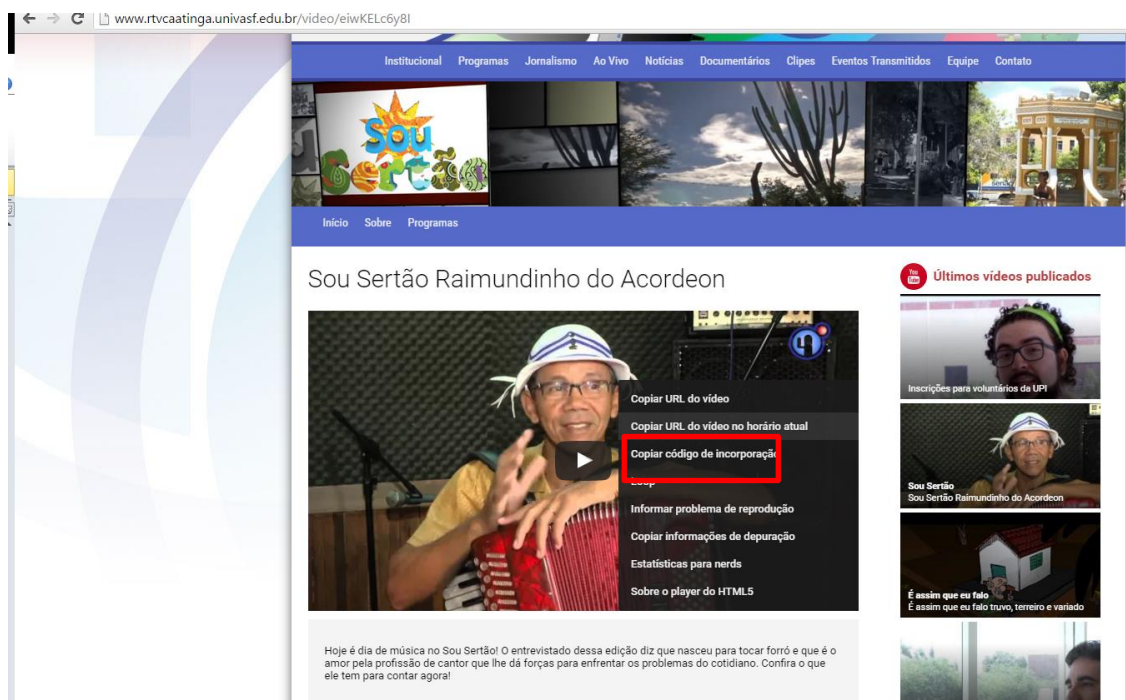 www.rtvcaatinga.univasf.edu.br/video/eiwKELc6y8I
Institucional Programas Jornalismo Ao Vivo Notícias Documentários Clipes Eventos Transmitidos Equipe Contato
Sou
Sertão
Início Sobre Programas
Sou Sertão Raimundinho do Acordeon
Copiar URL do vídeo
Copiar URL do vídeo no horário atual
Copiar código de incorporação
Loop
Informar problema de reprodução
Copiar informações de depuração
Estatísticas para nerds
Sobre o player do HTML5
Hoje é dia de música no Sou Sertão! O entrevistado dessa edição diz que nasceu para tocar forró e que é o
amor pela profissão de cantor que lhe dá forças para enfrentar os problemas do cotidiano. Confira o que
ele tem para contar agora!
You Tube Últimos vídeos publicados
Inscrições para voluntários da UPI
Sou Sertão
Sou Sertão Raimundinho do Acordeon
É assim que eu falo
É assim que eu falo truvo, terreiro e variado